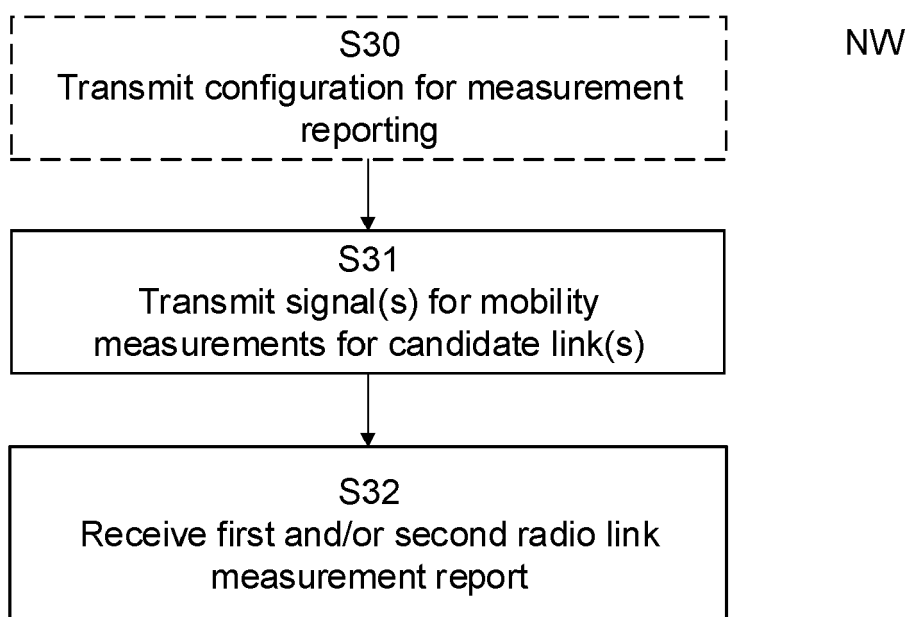 S30
Transmit configuration for measurement
reporting
NW
S31
Transmit signal(s) for mobility
measurements for candidate link(s)
S32
Receive first and/or second radio link
measurement report